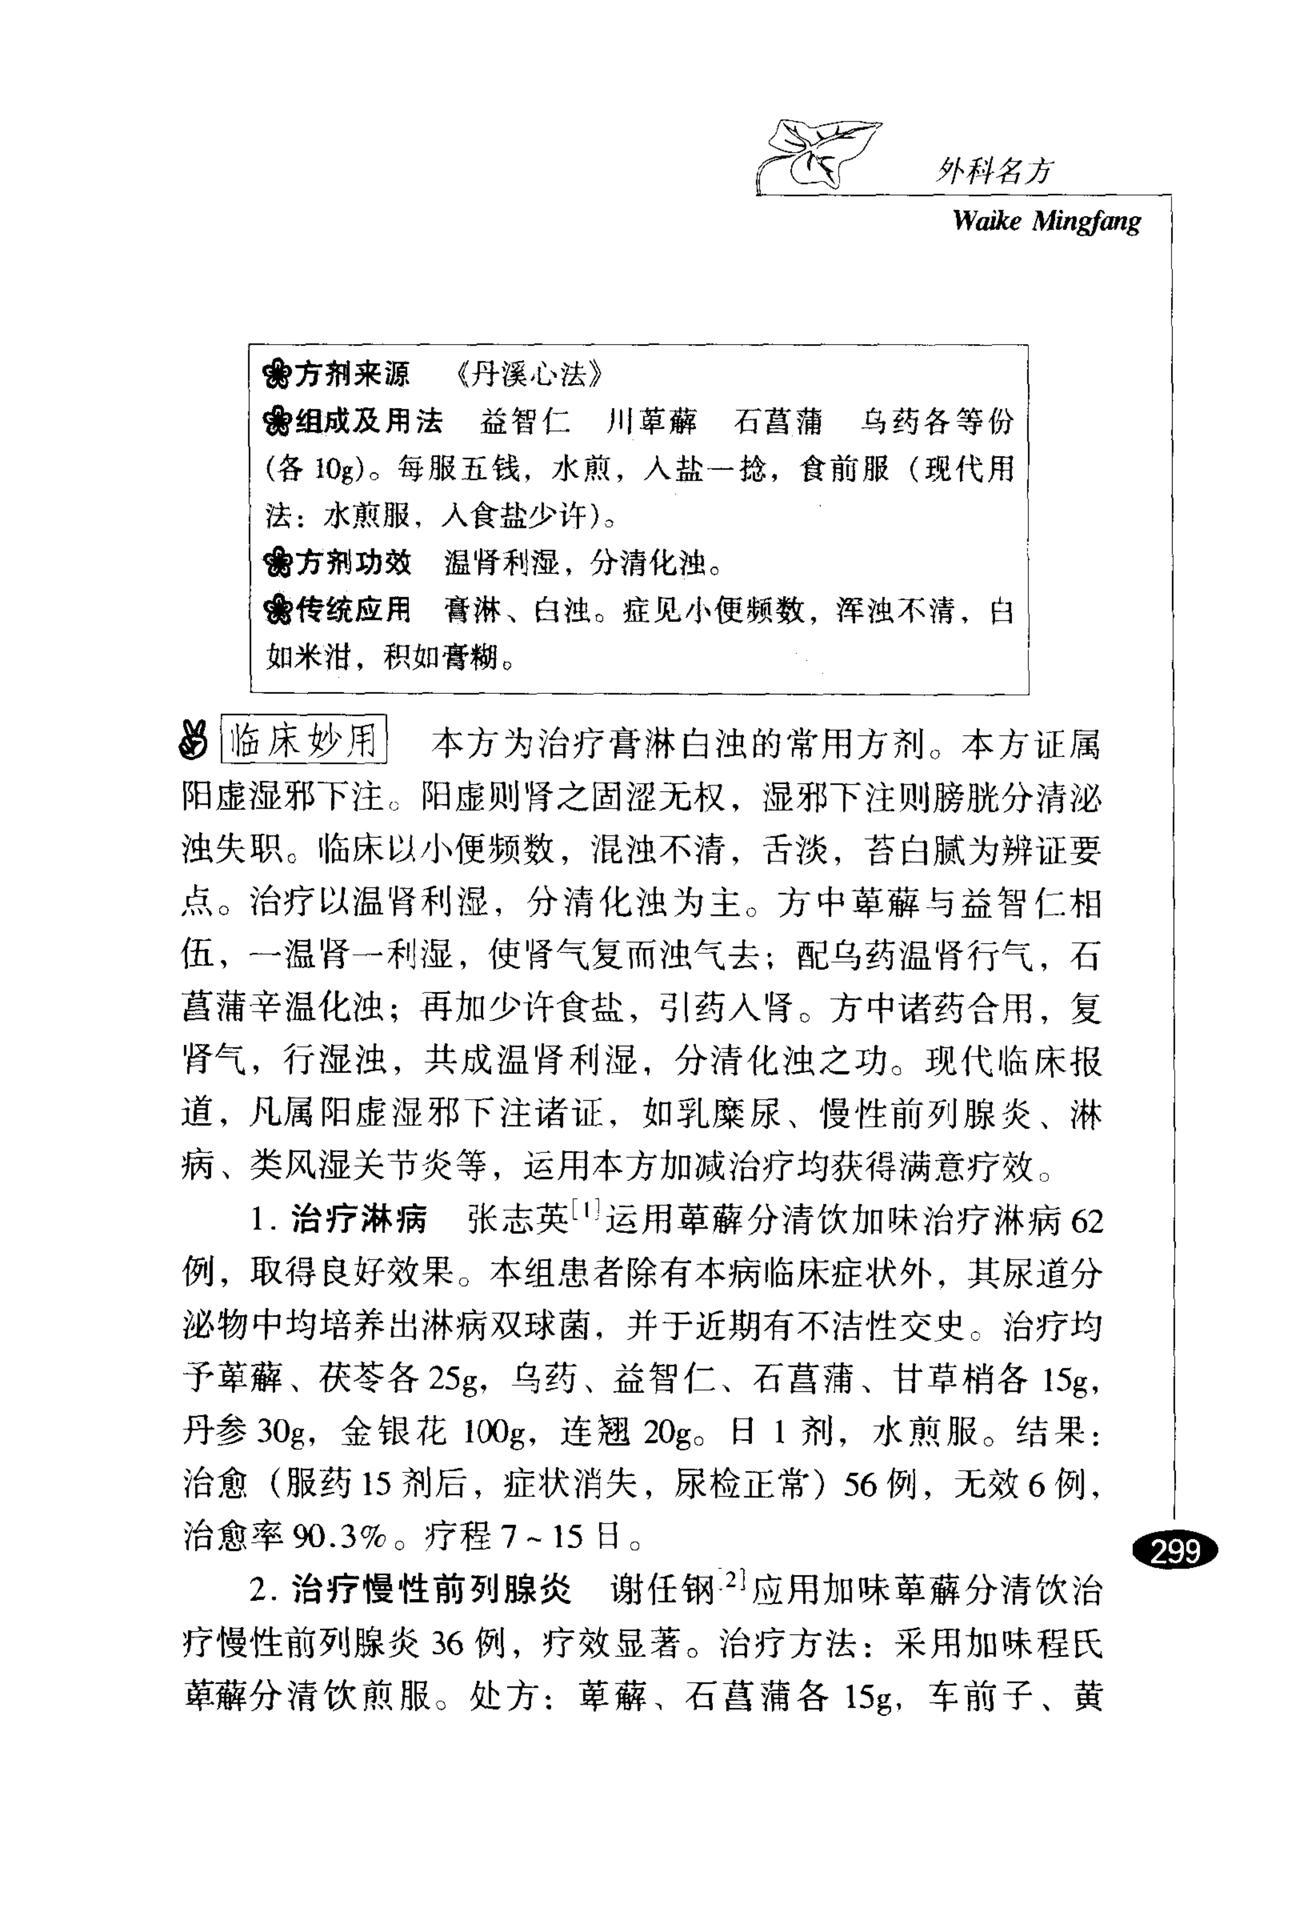 外科名方
Waike Mingfang
方剂来源　《丹溪心法》
组成及用法　益智仁　川萆薢　石菖蒲　乌药各等份
(各 10g)。每服五钱，水煎，入盐一捻，食前服（现代用
法：水煎服，入食盐少许）。
方剂功效　温肾利湿，分清化浊。
传统应用　膏淋、白浊。症见小便频数，浑浊不清，白
如米泔，积如膏糊。
临床妙用　本方为治疗膏淋白浊的常用方剂。本方证属
阳虚湿邪下注。阳虚则肾之固涩无权，湿邪下注则膀胱分清泌
浊失职。临床以小便频数，混浊不清，舌淡，苔白腻为辨证要
点。治疗以温肾利湿，分清化浊为主。方中萆薢与益智仁相
伍，一温肾一利湿，使肾气复而浊气去；配乌药温肾行气，石
菖蒲辛温化浊；再加少许食盐，引药入肾。方中诸药合用，复
肾气，行湿浊，共成温肾利湿，分清化浊之功。现代临床报
道，凡属阳虚湿邪下注诸证，如乳糜尿、慢性前列腺炎、淋
病、类风湿关节炎等，运用本方加减治疗均获得满意疗效。
1. 治疗淋病　张志英[1]运用萆薢分清饮加味治疗淋病 62
例，取得良好效果。本组患者除有本病临床症状外，其尿道分
泌物中均培养出淋病双球菌，并于近期有不洁性交史。治疗均
予萆薢、茯苓各 25g，乌药、益智仁、石菖蒲、甘草梢各 15g，
丹参 30g，金银花 100g，连翘 20g。日 1 剂，水煎服。结果：
治愈（服药 15 剂后，症状消失，尿检正常）56 例，无效 6 例，
治愈率 90.3%。疗程 7 ~ 15 日。
299
2. 治疗慢性前列腺炎　谢任钢[2]应用加味萆薢分清饮治
疗慢性前列腺炎 36 例，疗效显著。治疗方法：采用加味程氏
萆薢分清饮煎服。处方：萆薢、石菖蒲各 15g，车前子、黄